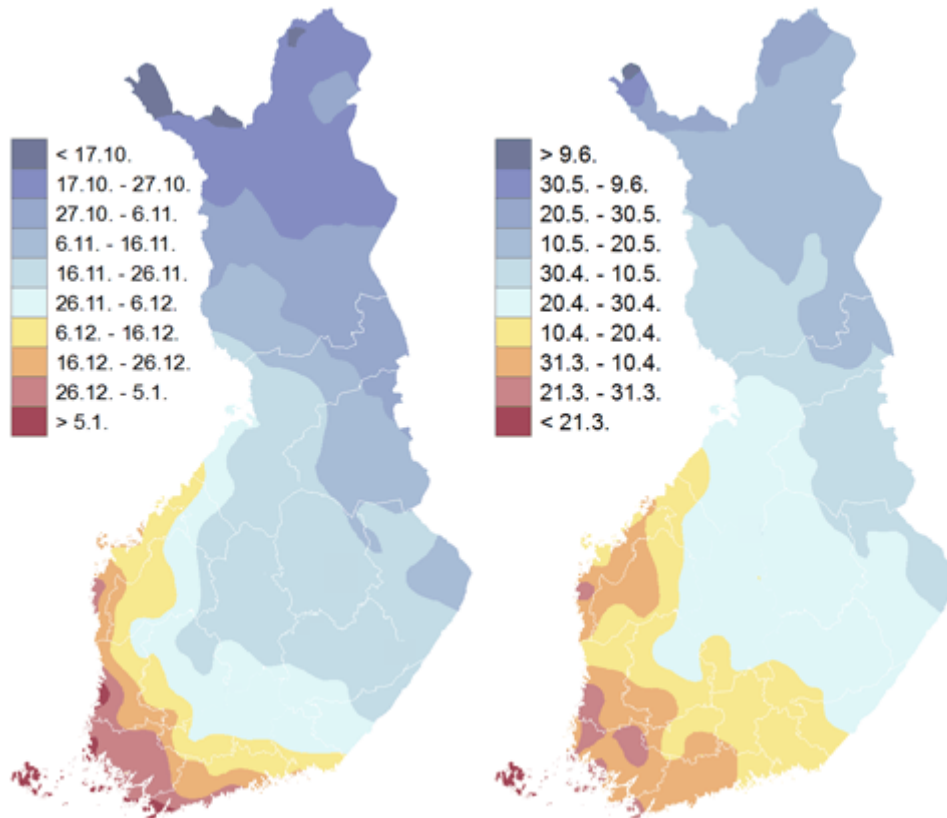 < 17.10.
17.10. - 27.10.
27.10. - 6.11.
6.11. - 16.11.
16.11. - 26.11.
26.11. - 6.12.
6.12. - 16.12.
16.12. - 26.12.
26.12. - 5.1.
> 5.1.
> 9.6.
30.5. - 9.6.
20.5. - 30.5.
10.5. - 20.5.
30.4. - 10.5.
20.4. - 30.4.
10.4. - 20.4.
31.3. - 10.4.
21.3. - 31.3.
< 21.3.